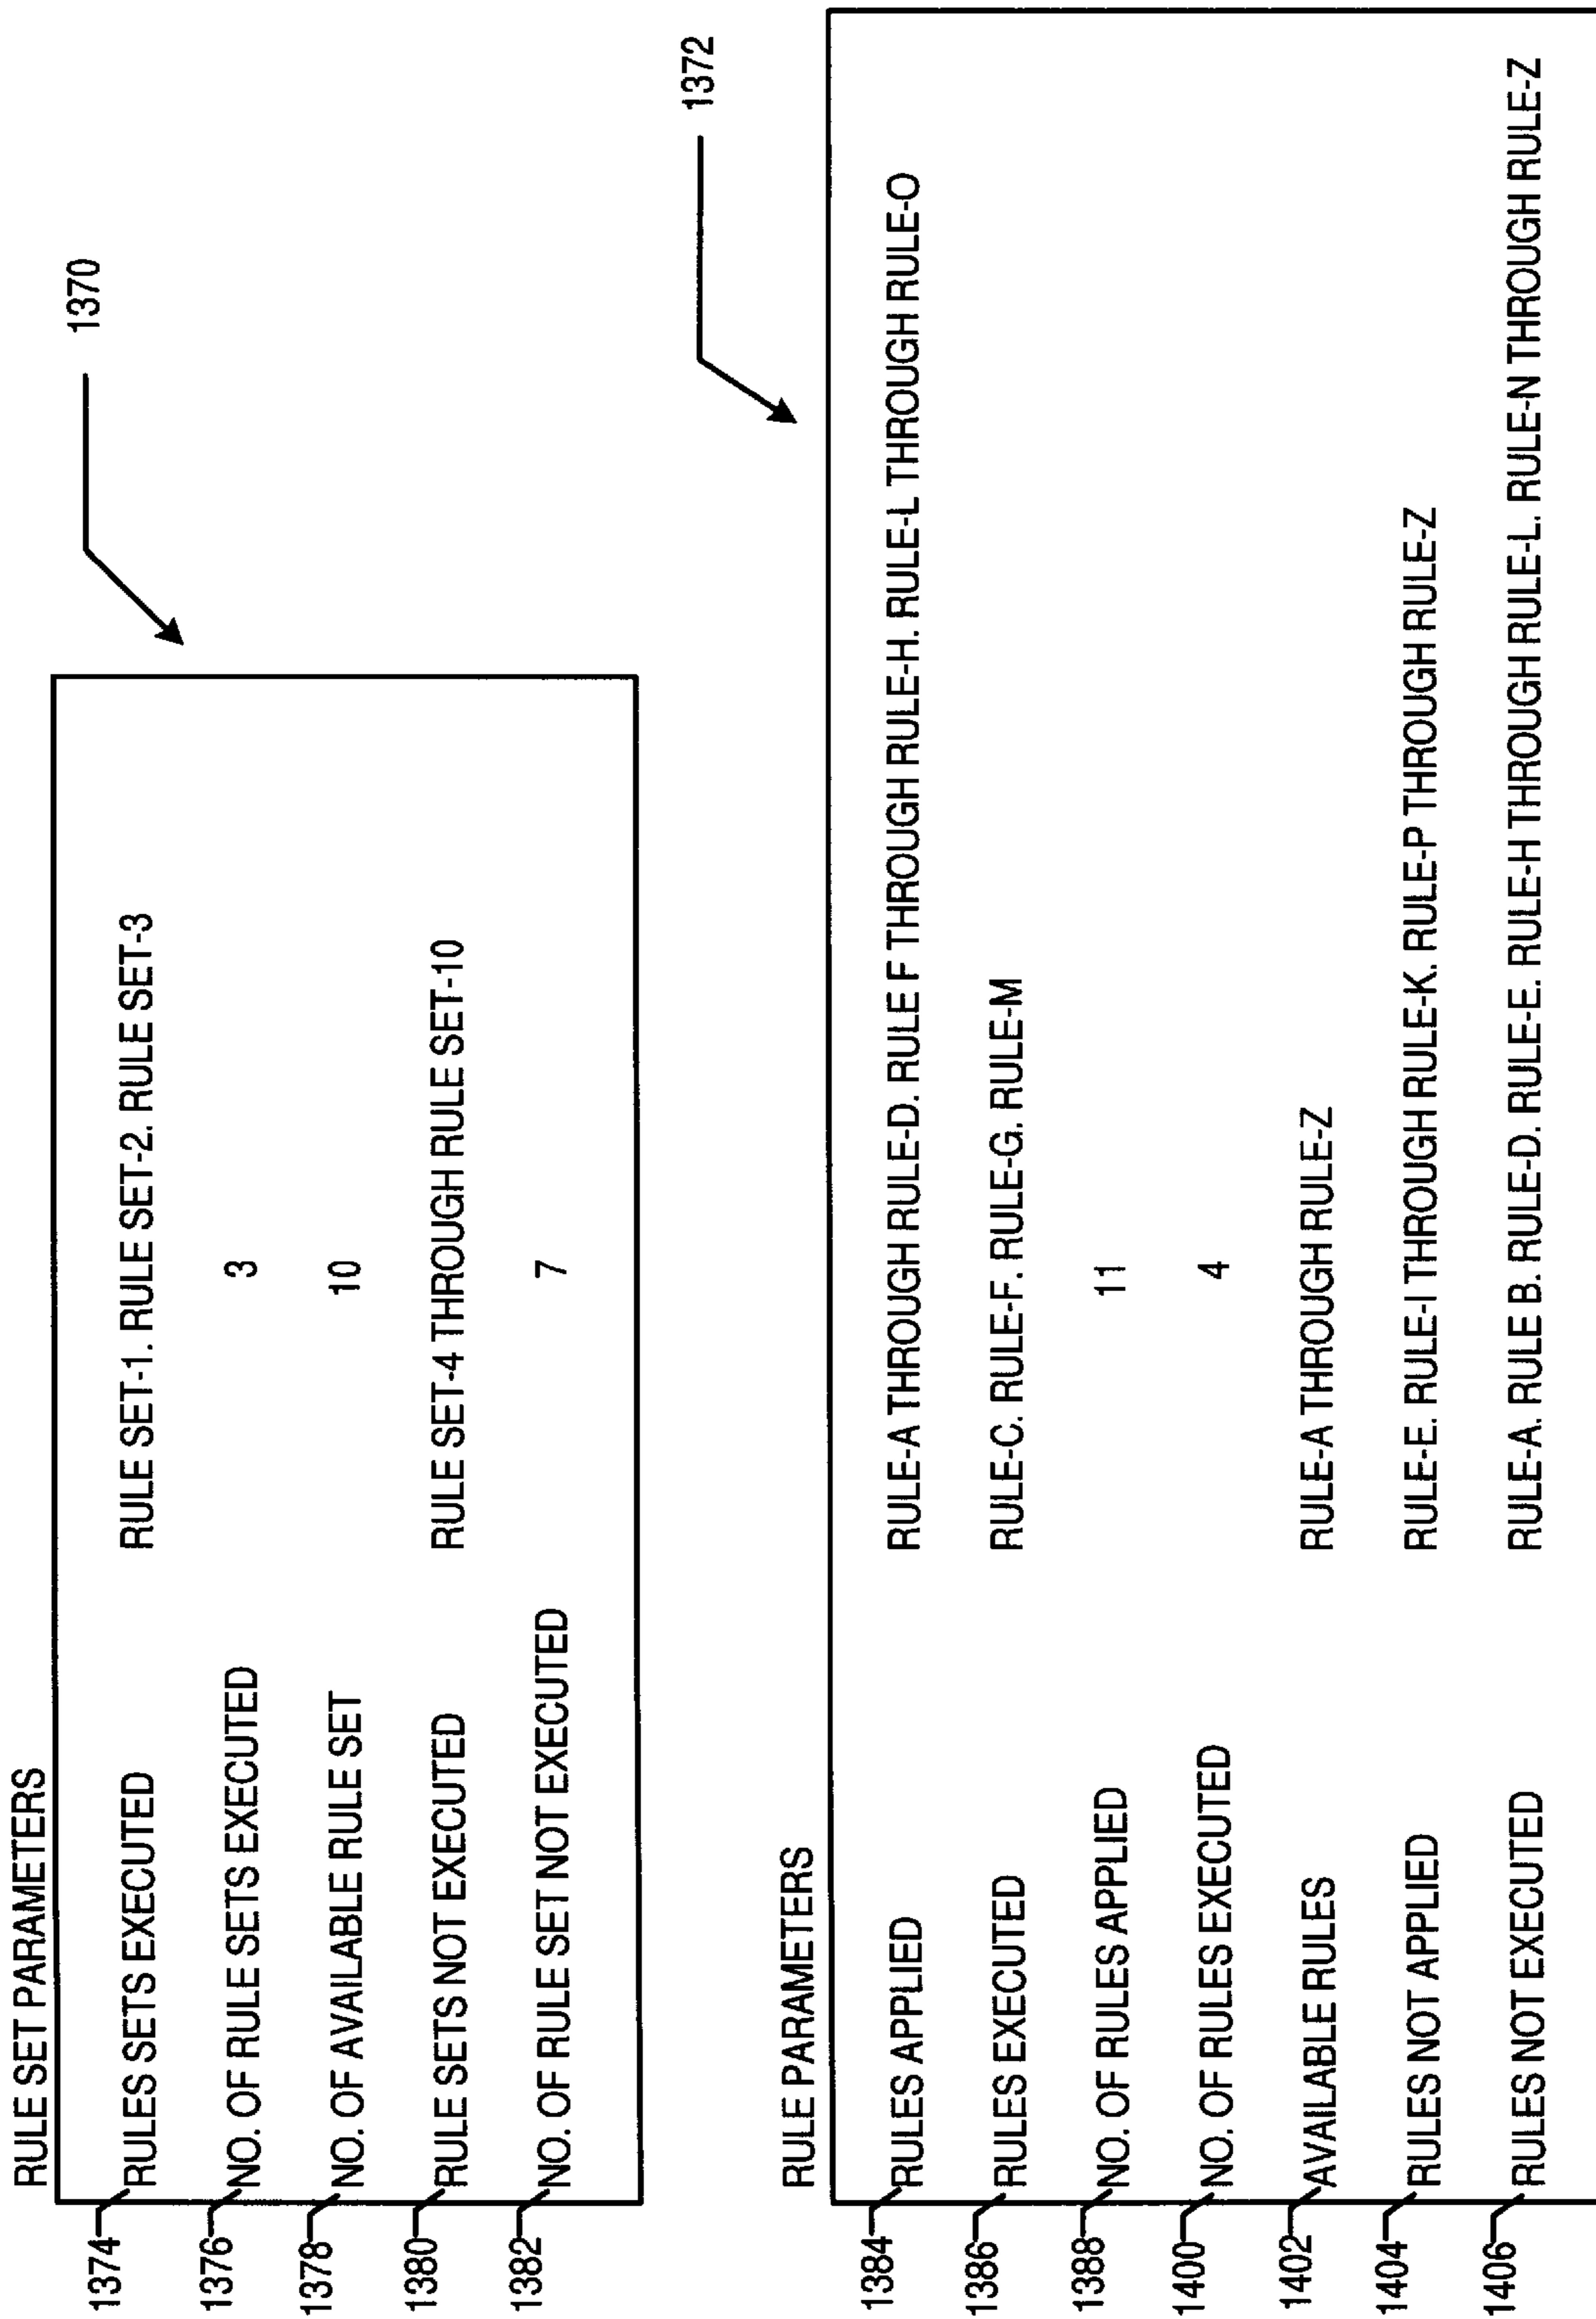 RULE SET PARAMETERS
1370
1374 RULES SETS EXECUTED RULE SET-1. RULE SET-2. RULE SET-3
1376 NO. OF RULE SETS EXECUTED 3
1378 NO. OF AVAILABLE RULE SET 10
1380 RULE SETS NOT EXECUTED RULE SET-4 THROUGH RULE SET-10
1382 NO. OF RULE SET NOT EXECUTED 7
RULE PARAMETERS
1372
1384 RULES APPLIED RULE-A THROUGH RULE-D. RULE F THROUGH RULE-H. RULE-L THROUGH RULE-O
1386 RULES EXECUTED RULE-C. RULE-F. RULE-G. RULE-M
1388 NO. OF RULES APPLIED 11
1400 NO. OF RULES EXECUTED 4
1402 AVAILABLE RULES RULE-A THROUGH RULE-Z
1404 RULES NOT APPLIED RULE-E. RULE-I THROUGH RULE-K. RULE-P THROUGH RULE-Z
1406 RULES NOT EXECUTED RULE-A. RULE B. RULE-D. RULE-E. RULE-H THROUGH RULE-L. RULE-N THROUGH RULE-Z